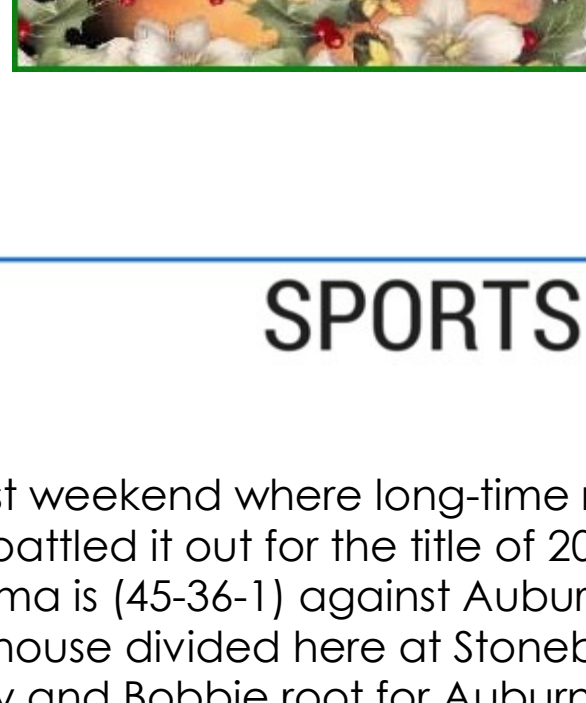 SPORTS
st weekend where long-time
battled it out for the title of 20
ma is (45-36-1) against Aubur
house divided here at Stoneb
y and Bobbie root for Auburn